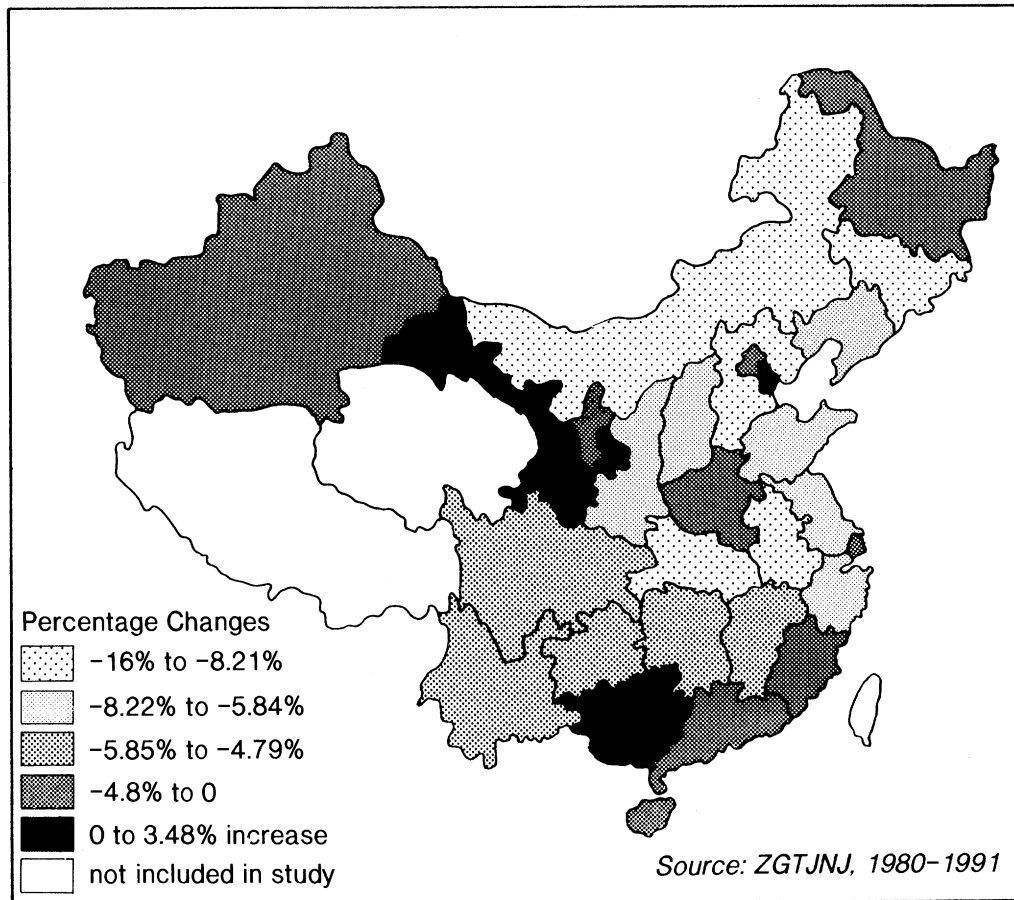 Percentage Changes
-16% to -8.21%
-8.22% to -5.84%
-5.85% to -4.79%
-4.8% to 0
0 to 3.48% increase
not included in study
Source: ZGTJNJ, 1980-1991